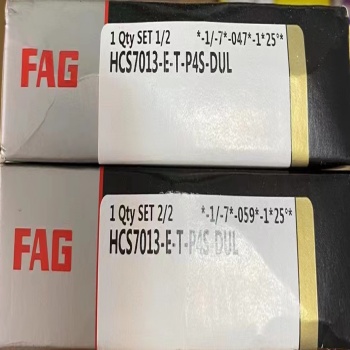 FAG
1 Qty SET 1/2 *-1/-7*-047*-1*25°*
HCS7013-E-T-P4S-DUL
FAG
1 Qty SET 2/2 *-1/-7*-059*-1*25°*
HCS7013-E-T-P4S-DUL